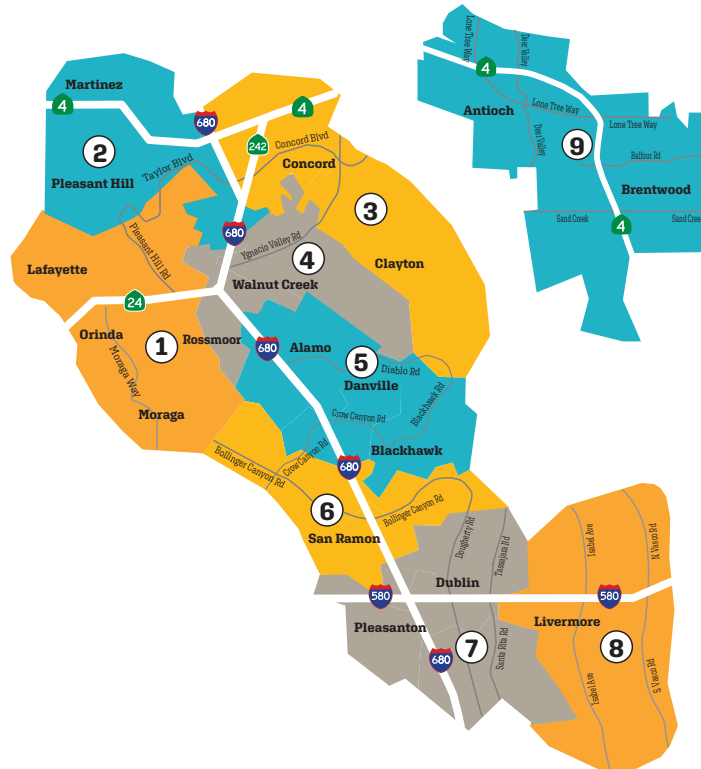 Martinez
4
680
4
242
2
Pleasant Hill
Taylor Blvd
Concord Blvd
Concord
3
Clayton
680
Ygnacio Valley Rd
4
Walnut Creek
Pleasant Hill Rd
Lafayette
24
Orinda
1
Rossmoor
Moraga Way
Moraga
680
Alamo
5
Diablo Rd
Danville
Blackhawk Rd
Crow Canyon Rd
Blackhawk
Crow Canyon Rd
680
Bollinger Canyon Rd
6
Bollinger Canyon Rd
San Ramon
Dougherty Rd
Tassajara Rd
Dublin
580
Pleasanton
7
680
Santa Rita Rd
Isabel Ave
N Vasco Rd
580
Livermore
8
Isabel Ave
S Vasco Rd
Lone Tree Way
Deer Valley
4
Antioch
Lone Tree Way
Lone Tree Way
Deer Valley
9
Balfour Rd
Brentwood
Sand Creek
Sand Cree
4